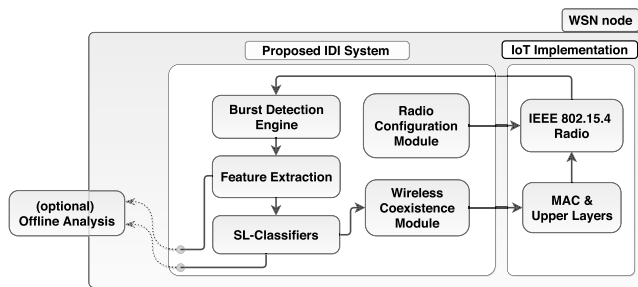 WSN node
Proposed IDI System
IoT Implementation
Burst Detection
Engine
Radio
Configuration
Module
IEEE 802.15.4
Radio
Feature Extraction
(optional)
Offline Analysis
Wireless
Coexistence
Module
MAC &
Upper Layers
SL-Classifiers